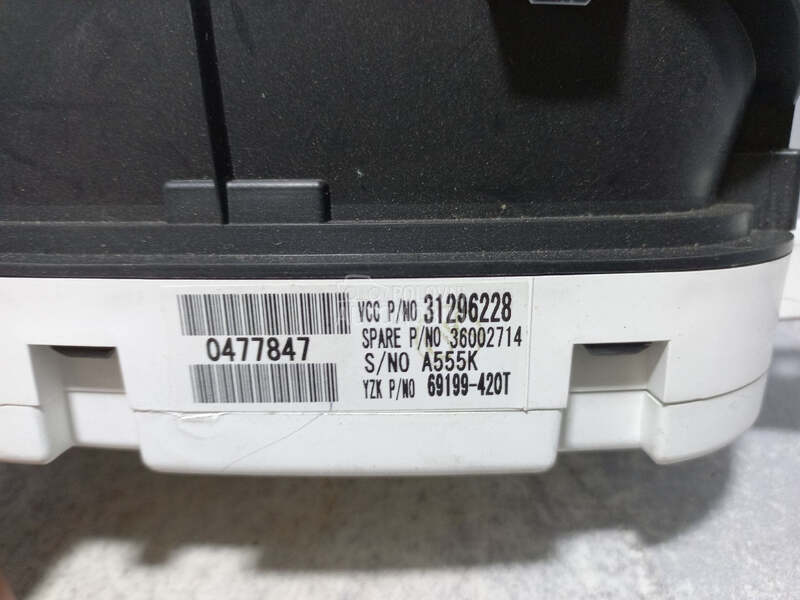 VCC P/NO 31296228
SPARE P/NO 36002714
0477847
S/NO A555K
YZK P/NO 69199-420T